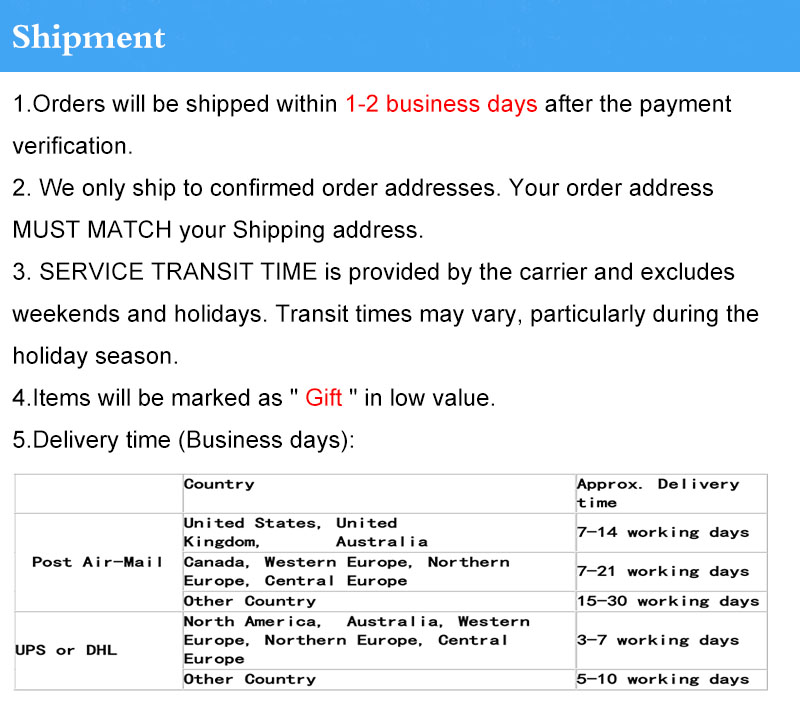 Shipment
1.Orders will be shipped within 1-2 business days after the payment
verification.
2. We only ship to confirmed order addresses. Your order address
MUST MATCH your Shipping address.
3. SERVICE TRANSIT TIME is provided by the carrier and excludes
weekends and holidays. Transit times may vary, particularly during the
holiday season.
4.Items will be marked as " Gift " in low value.
5.Delivery time (Business days):
Country
Approx. Delivery
time
Post Air-Mail
United States, United
Kingdom, Australia
7-14 working days
Canada, Western Europe, Northern
Europe, Central Europe
7-21 working days
Other Country
15-30 working days
UPS or DHL
North America, Australia, Western
Europe, Northern Europe, Central
Europe
3-7 working days
Other Country
5-10 working days